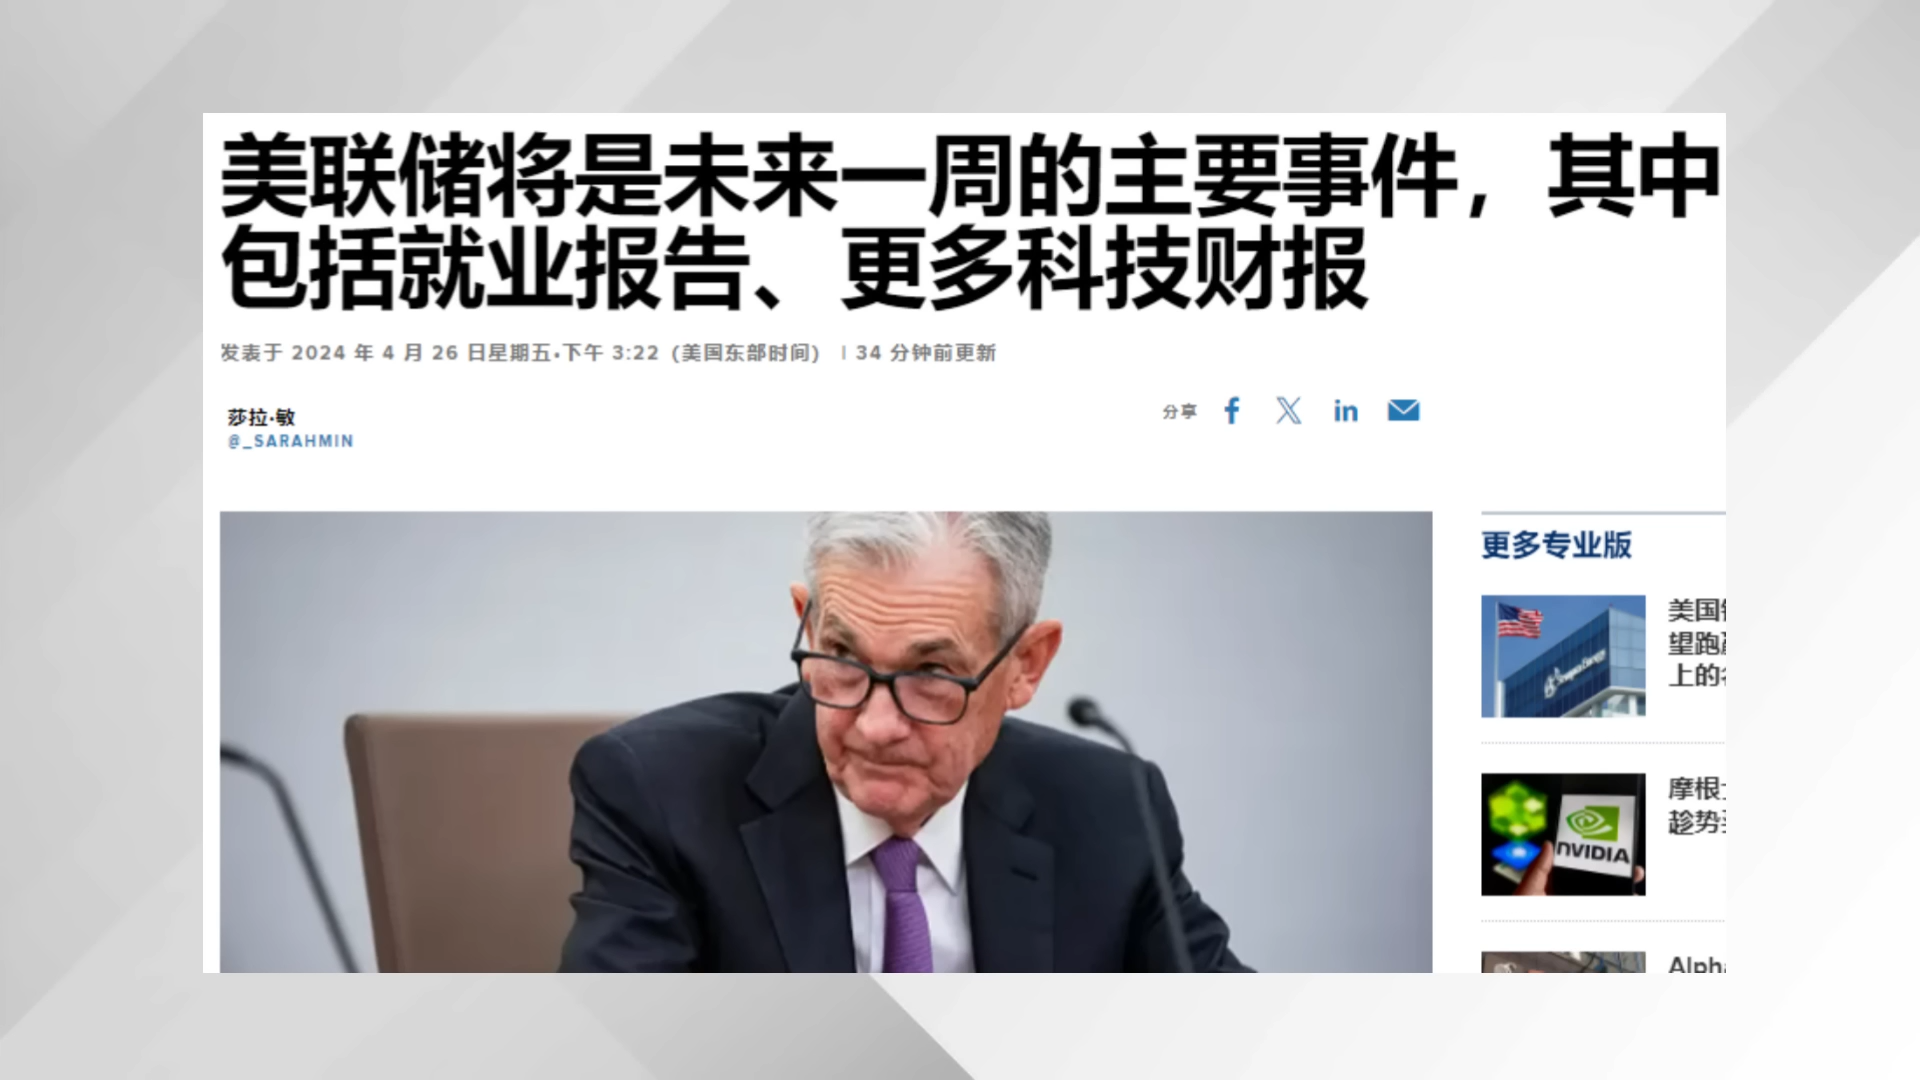 美联储将是未来一周的主要事件，其中
包括就业报告、更多科技财报
发表于 2024 年 4 月 26 日星期五•下午 3:22 (美国东部时间) | 34 分钟前更新
莎拉·敏
@_SARAHMIN
分享
更多专业版
美国
望跑
上的
摩根
趁势
NVIDIA
Alph